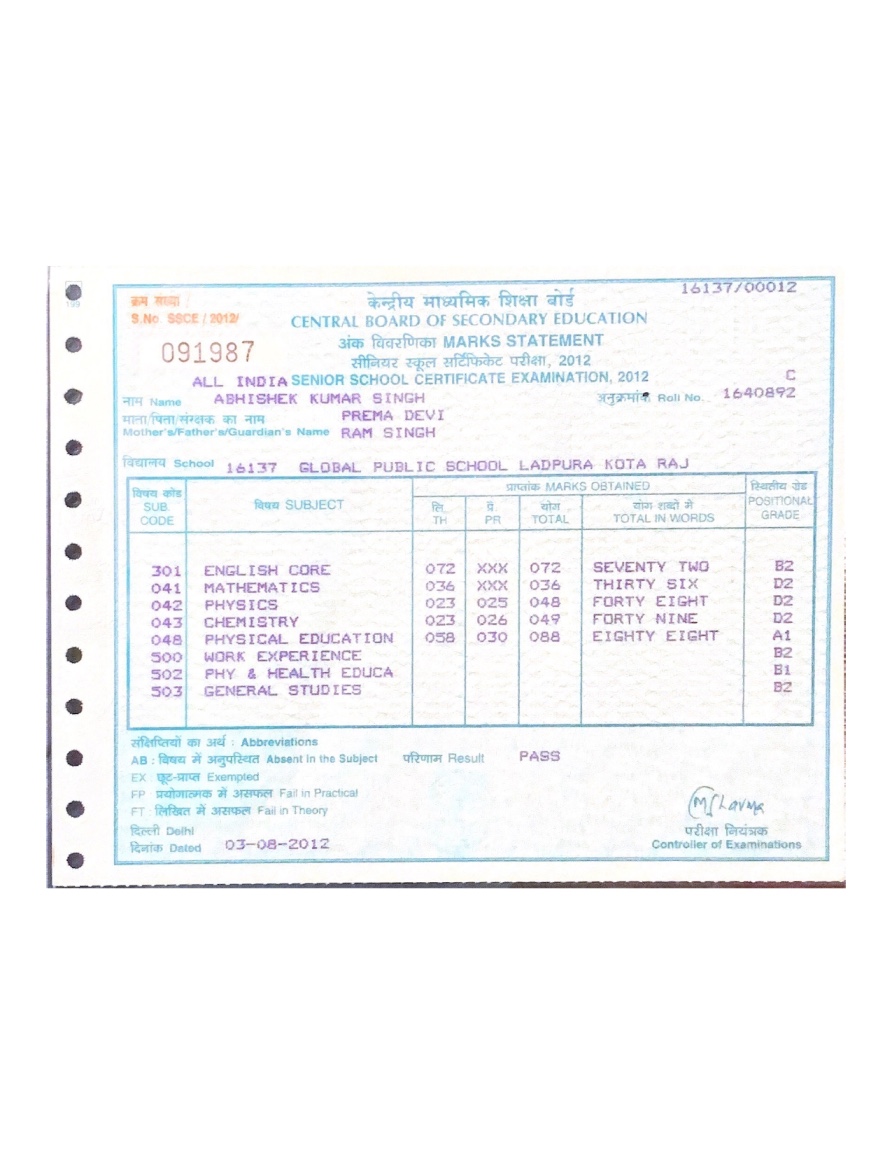 16137/00012
क्रम संख्या
S.No. SSCE / 2012/
091987
केन्द्रीय माध्यमिक शिक्षा बोर्ड
CENTRAL BOARD OF SECONDARY EDUCATION
अंक विवरणिका MARKS STATEMENT
सीनियर स्कूल सर्टिफिकेट परीक्षा, 2012
ALL INDIA SENIOR SCHOOL CERTIFICATE EXAMINATION, 2012 C
नाम Name ABHISHEK KUMAR SINGH अनुक्रमांक Roll No. 1640892
माता/पिता/संरक्षक का नाम PREMA DEVI
Mother's/Father's/Guardian's Name RAM SINGH
विद्यालय School 16137 GLOBAL PUBLIC SCHOOL LADPURA KOTA RAJ
विषय कोड SUB. CODE विषय SUBJECT प्राप्तांक MARKS OBTAINED स्थितीय ग्रेड POSITIONAL GRADE
लि. TH प्रै. PR योग TOTAL योग शब्दों में TOTAL IN WORDS
301 ENGLISH CORE 072 XXX 072 SEVENTY TWO B2
041 MATHEMATICS 036 XXX 036 THIRTY SIX D2
042 PHYSICS 023 025 048 FORTY EIGHT D2
043 CHEMISTRY 023 026 049 FORTY NINE D2
048 PHYSICAL EDUCATION 058 030 088 EIGHTY EIGHT A1
500 WORK EXPERIENCE B2
502 PHY & HEALTH EDUCA B1
503 GENERAL STUDIES B2
संक्षिप्तियों का अर्थ : Abbreviations
AB : विषय में अनुपस्थित Absent in the Subject परिणाम Result PASS
EX छूट-प्राप्त Exempted
FP प्रयोगात्मक में असफल Fail in Practical
FT : लिखित में असफल Fail in Theory
दिल्ली Delhi
दिनांक Dated 03-08-2012
परीक्षा नियंत्रक
Controller of Examinations